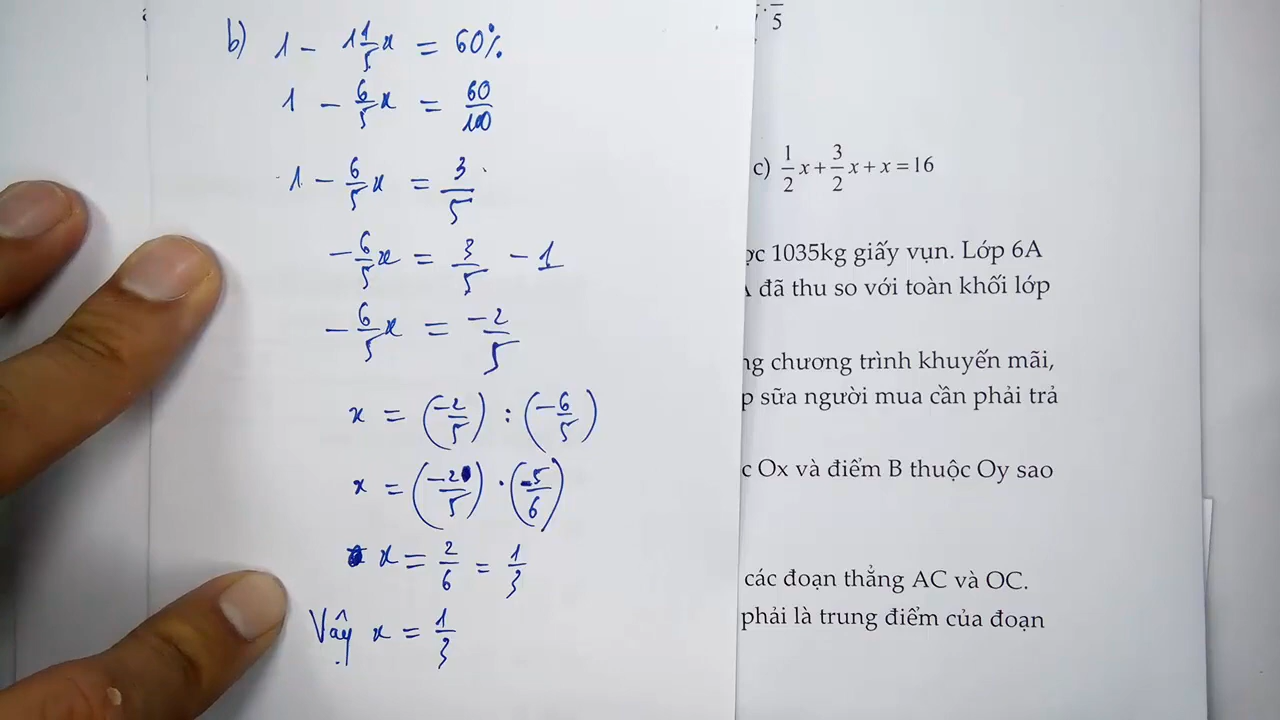 b) 1 - 1 1/5 x = 60%
1 - 6/5 x = 60/100
1 - 6/5 x = 3/5
- 6/5 x = 3/5 - 1
- 6/5 x = -2/5
x = (-2/5) : (-6/5)
x = (-2/5) · (-5/6)
x = 2/6 = 1/3
Vậy x = 1/3
5
c) 1/2 x + 3/2 x + x = 16
1035kg giấy vụn. Lớp 6A
đã thu so với toàn khối lớp
chương trình khuyến mãi,
sữa người mua cần phải trả
Ox và điểm B thuộc Oy sao
các đoạn thẳng AC và OC.
phải là trung điểm của đoạn